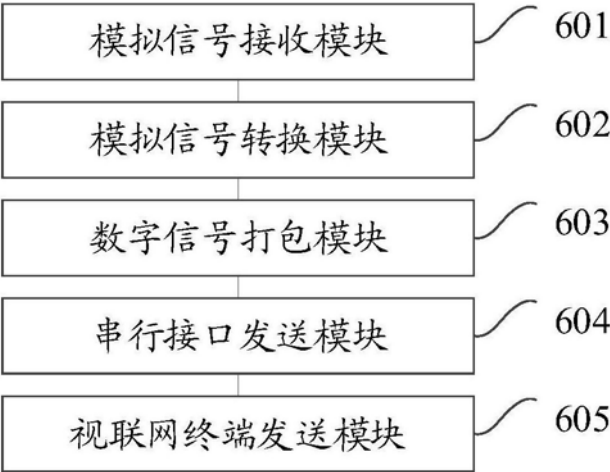 模拟信号接收模块 601
模拟信号转换模块 602
数字信号打包模块 603
串行接口发送模块 604
视联网终端发送模块 605